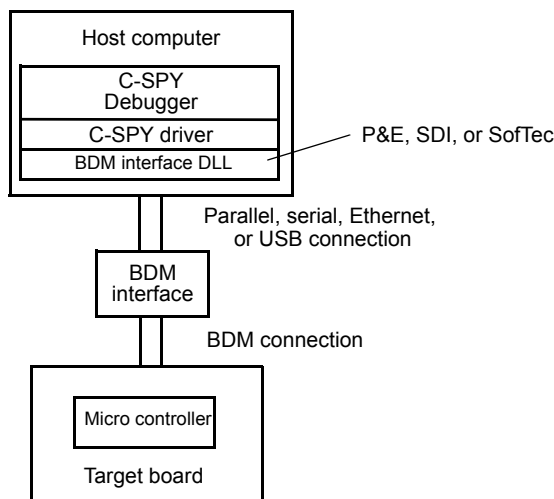 Host computer
C-SPY
Debugger
C-SPY driver
BDM interface DLL
P&E, SDI, or SofTec
Parallel, serial, Ethernet,
or USB connection
BDM
interface
BDM connection
Micro controller
Target board